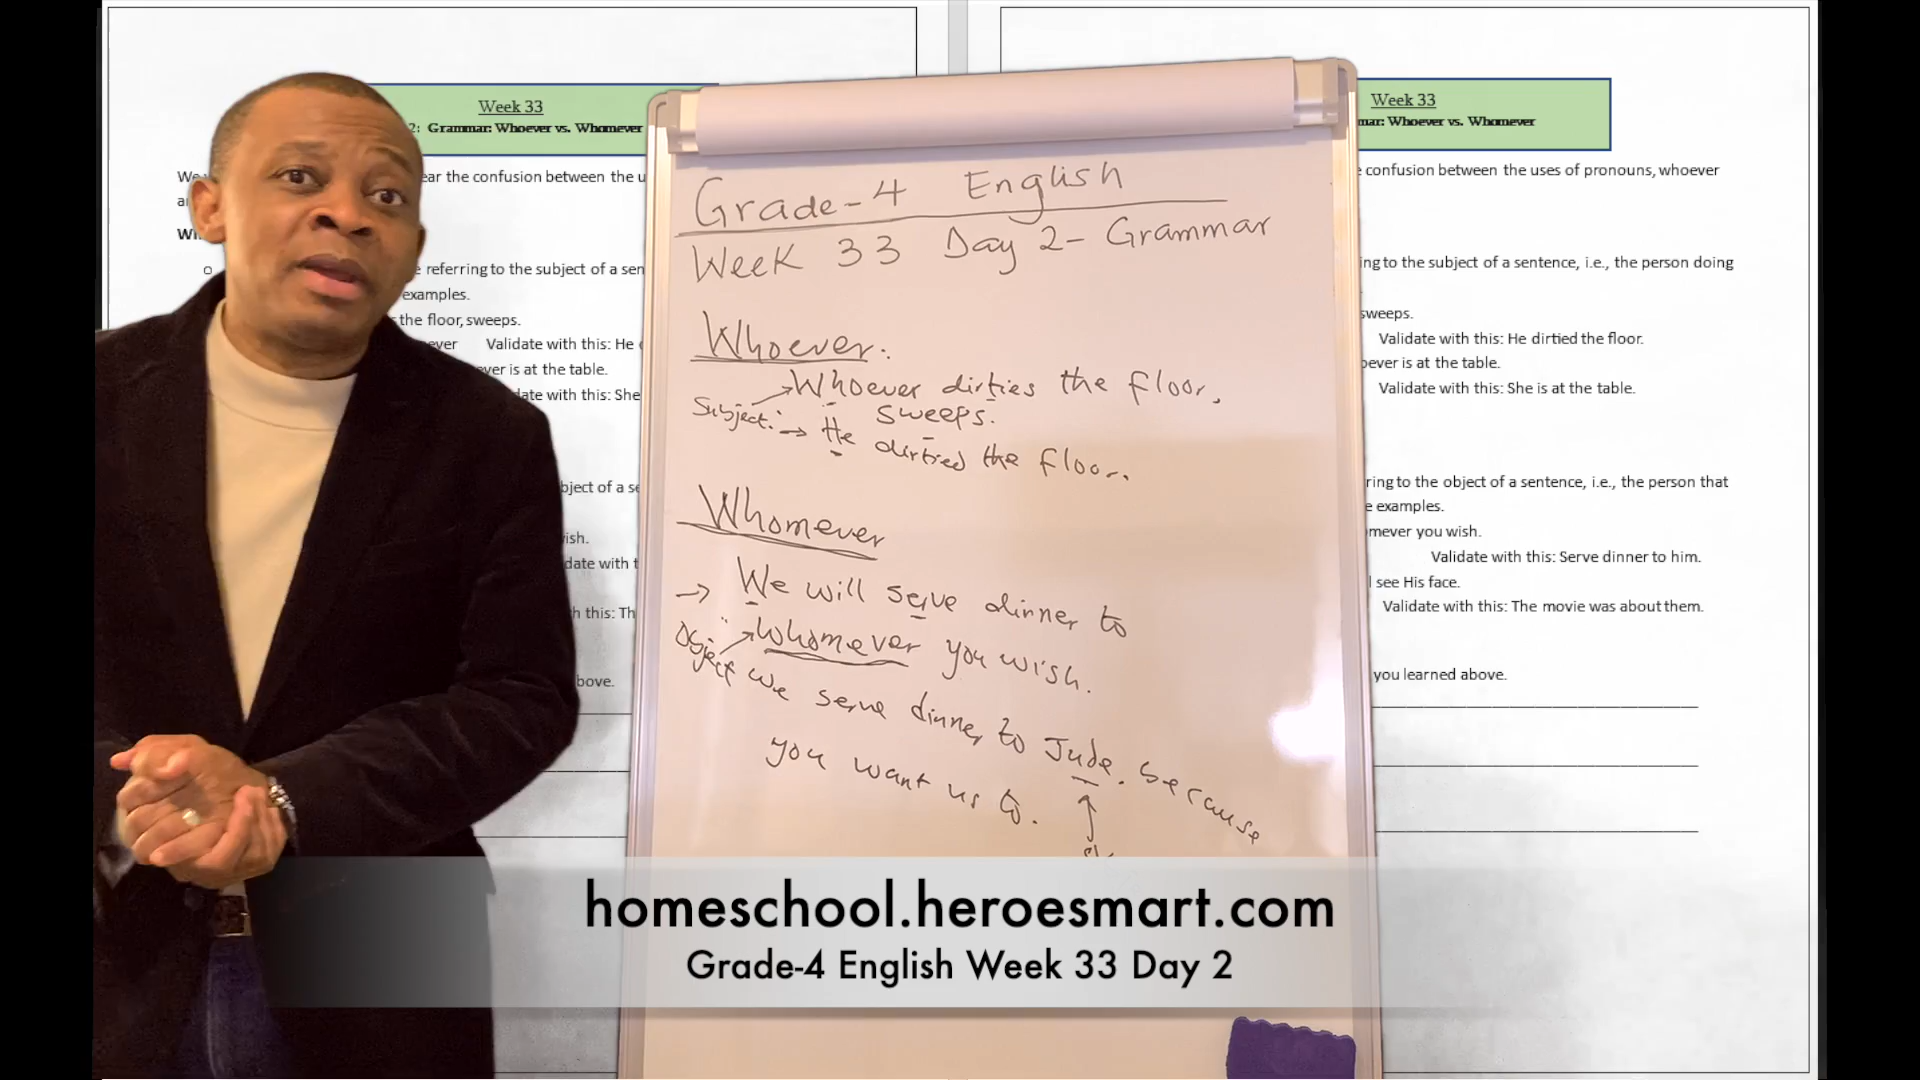 Week 33
2: Grammar: Whoever vs. Whomever
ear the confusion between the u
referring to the subject of a sen
examples.
the floor, sweeps.
ever Validate with this: He
ver is at the table.
date with this: She
bject of a se
ish.
date with t
h this: Th
bove.
Grade-4 English
Week 33 Day 2- Grammar
Whoever:
Whoever dirties the floor,
sweeps.
Subject:
He dirtied the floor.
Whomever
We will serve dinner to
whomever you wish.
Object
we serve dinner to Jude. because
you want us to.
Week 33
mar: Whoever vs. Whomever
confusion between the uses of pronouns, whoever
ing to the subject of a sentence, i.e., the person doing
sweeps.
Validate with this: He dirtied the floor.
oever is at the table.
Validate with this: She is at the table.
ring to the object of a sentence, i.e., the person that
e examples.
mever you wish.
Validate with this: Serve dinner to him.
l see His face.
Validate with this: The movie was about them.
you learned above.
homeschool.heroesmart.com
Grade-4 English Week 33 Day 2